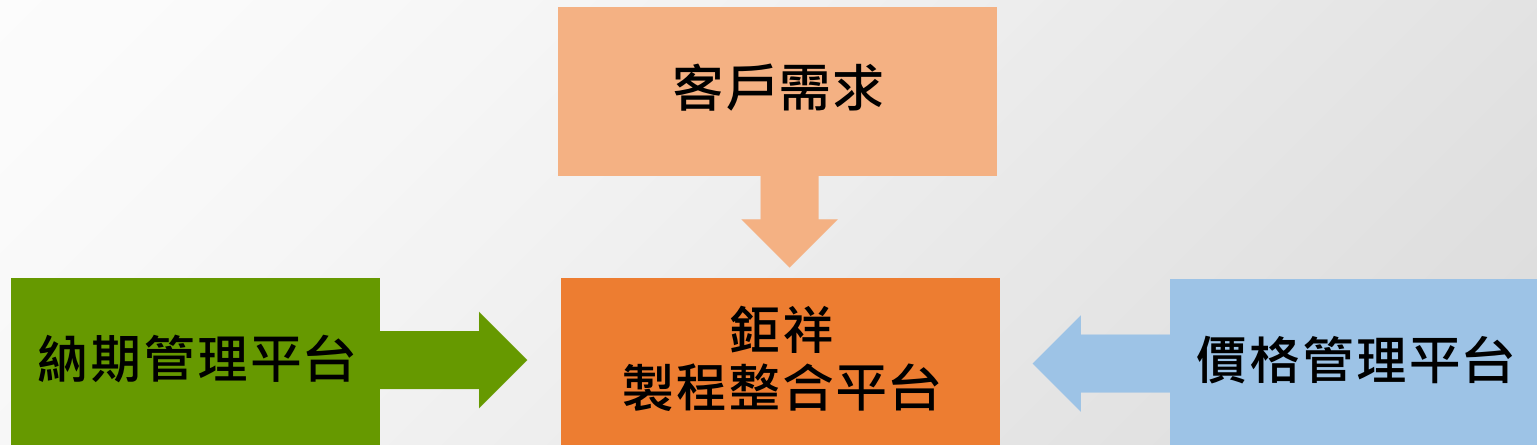 客戶需求
納期管理平台
鉅祥
製程整合平台
價格管理平台